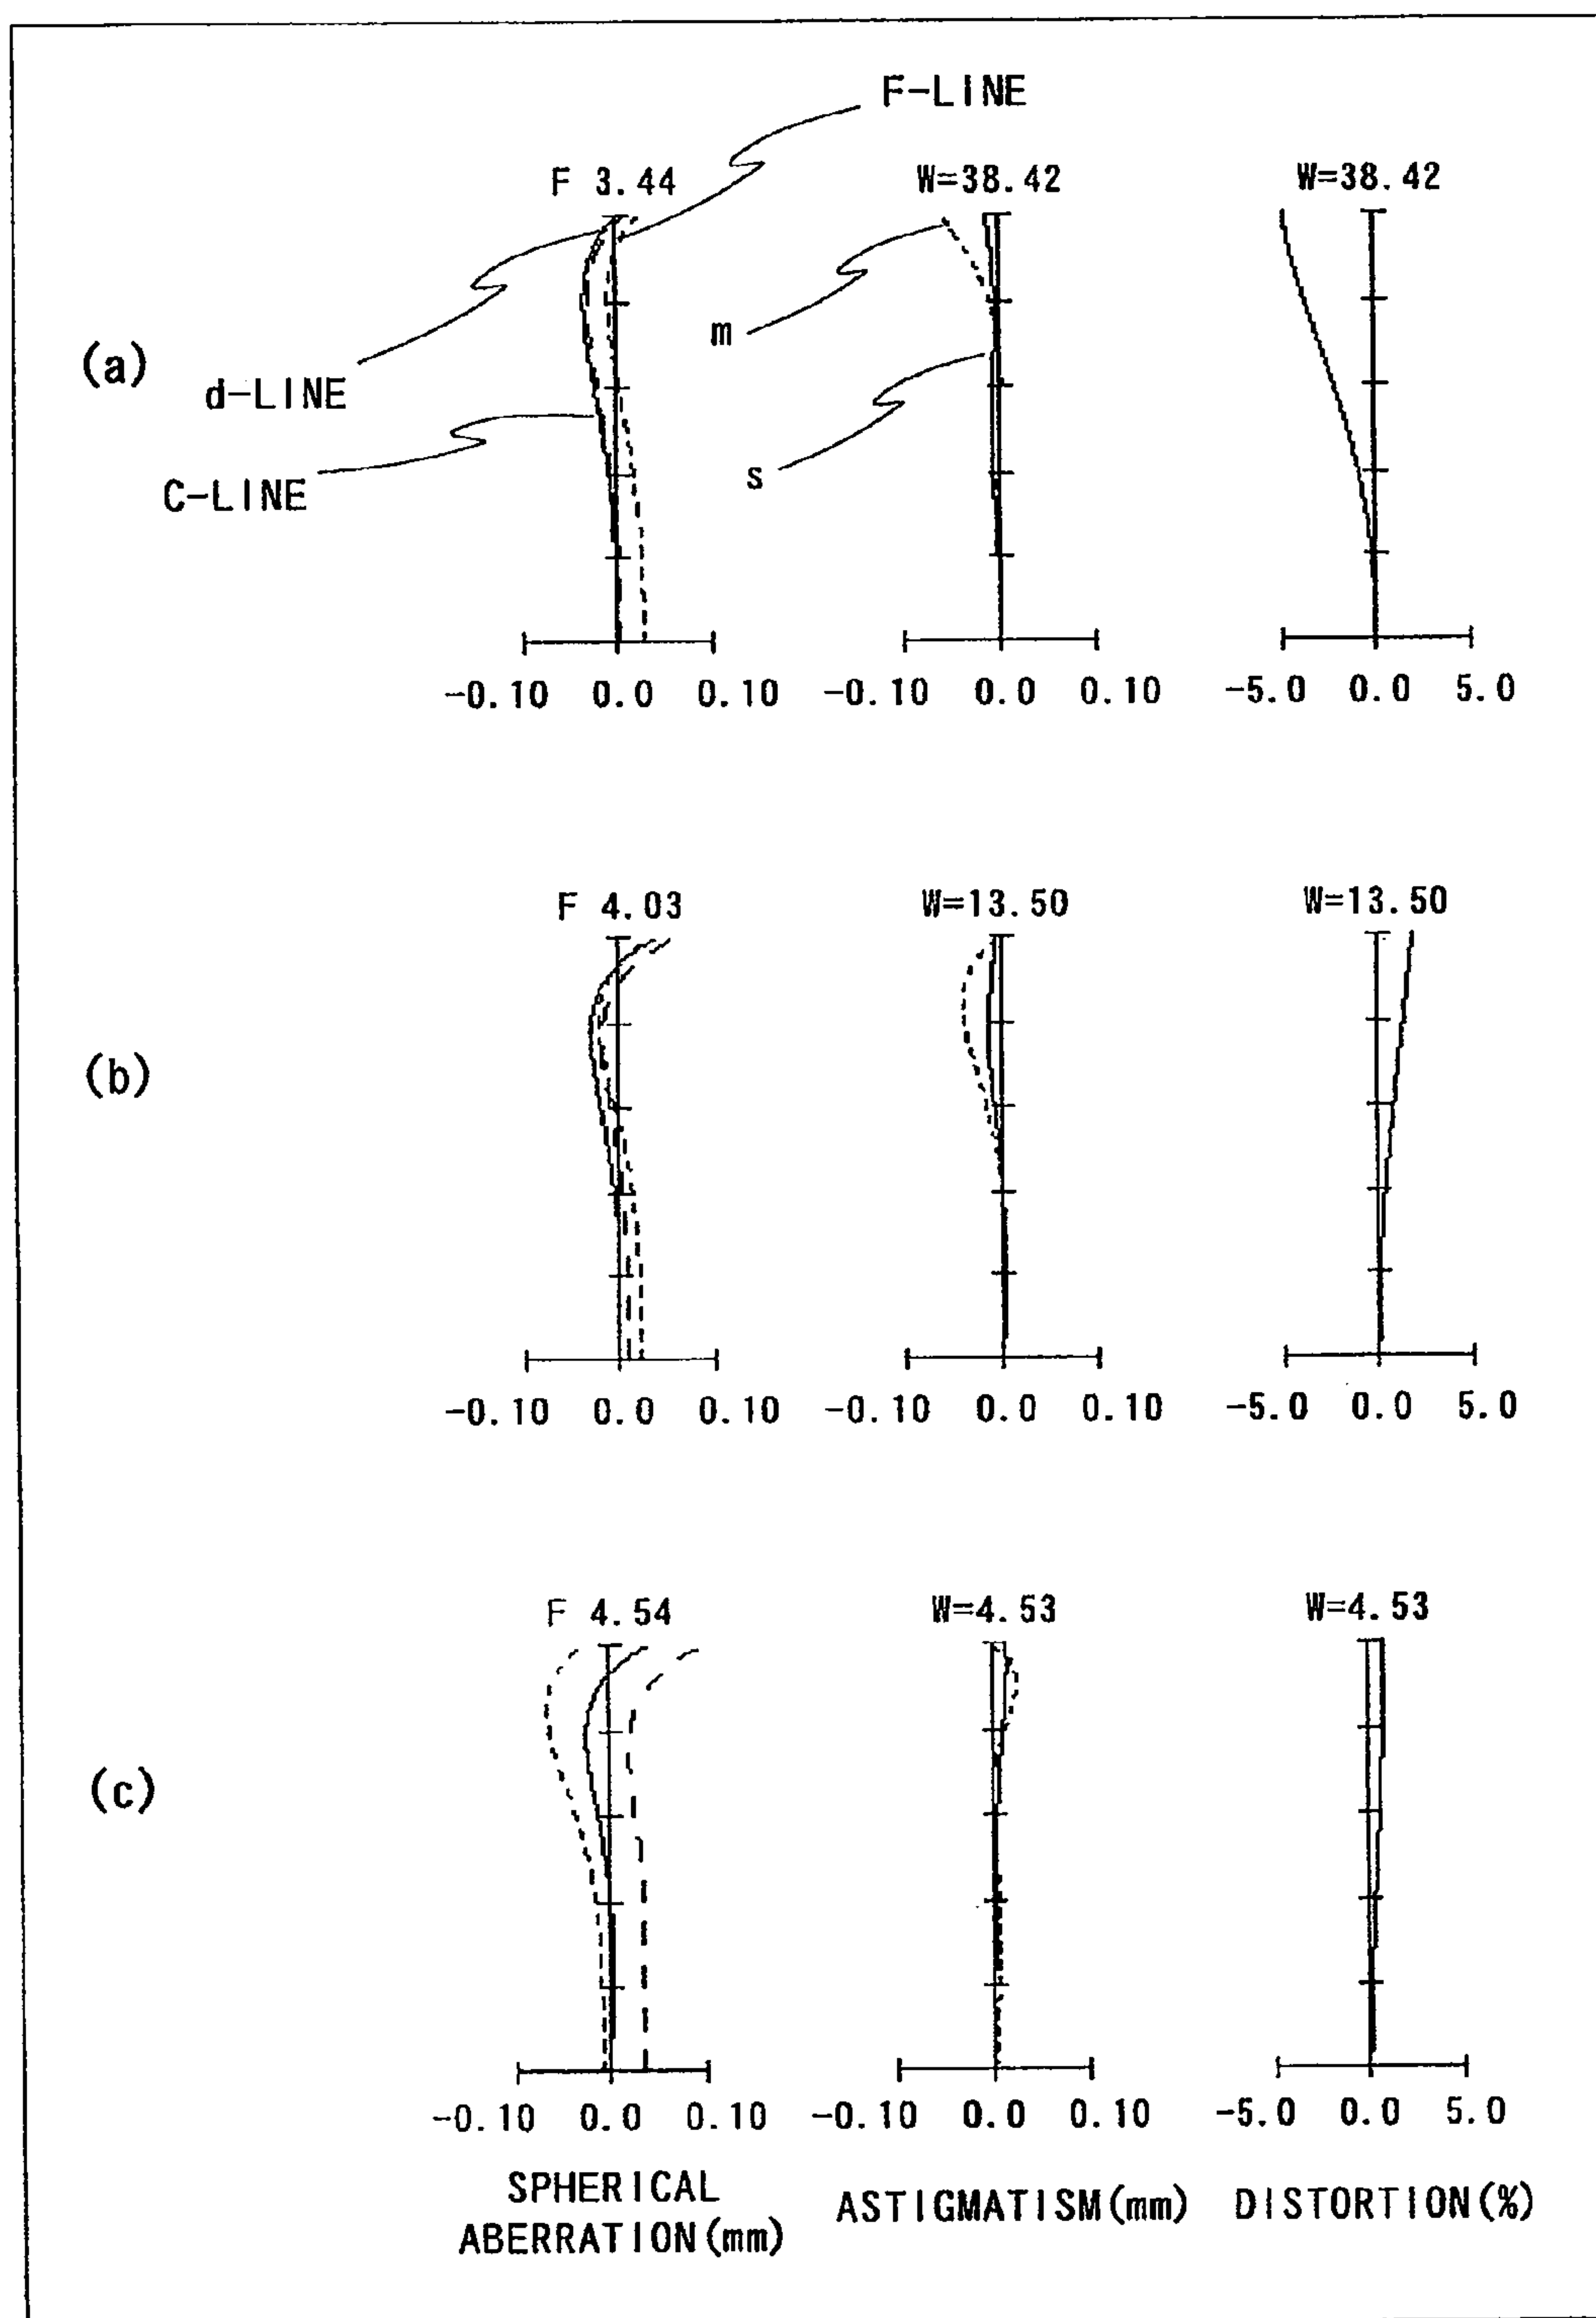 F-LINE
F 3.44
W=38.42
W=38.42
(a)
m
d-LINE
C-LINE
s
-0.10 0.0 0.10
-0.10 0.0 0.10
-5.0 0.0 5.0
F 4.03
W=13.50
W=13.50
(b)
-0.10 0.0 0.10
-0.10 0.0 0.10
-5.0 0.0 5.0
F 4.54
W=4.53
W=4.53
(c)
-0.10 0.0 0.10
-0.10 0.0 0.10
-5.0 0.0 5.0
SPHERICAL
ABERRATION(mm)
ASTIGMATISM(mm)
DISTORTION(%)